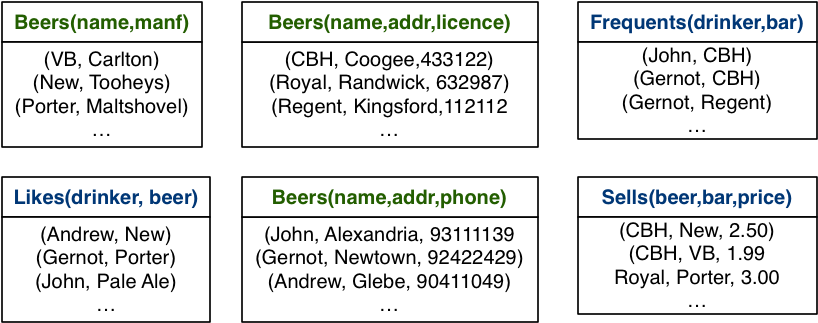 Beers(name,manf)
(VB, Carlton)
(New, Tooheys)
(Porter, Maltshovel)
…
Beers(name,addr,licence)
(CBH, Coogee,433122)
(Royal, Randwick, 632987)
(Regent, Kingsford,112112
…
Frequents(drinker,bar)
(John, CBH)
(Gernot, CBH)
(Gernot, Regent)
…
Likes(drinker, beer)
(Andrew, New)
(Gernot, Porter)
(John, Pale Ale)
…
Beers(name,addr,phone)
(John, Alexandria, 93111139
(Gernot, Newtown, 92422429)
(Andrew, Glebe, 90411049)
…
Sells(beer,bar,price)
(CBH, New, 2.50)
(CBH, VB, 1.99
Royal, Porter, 3.00
…